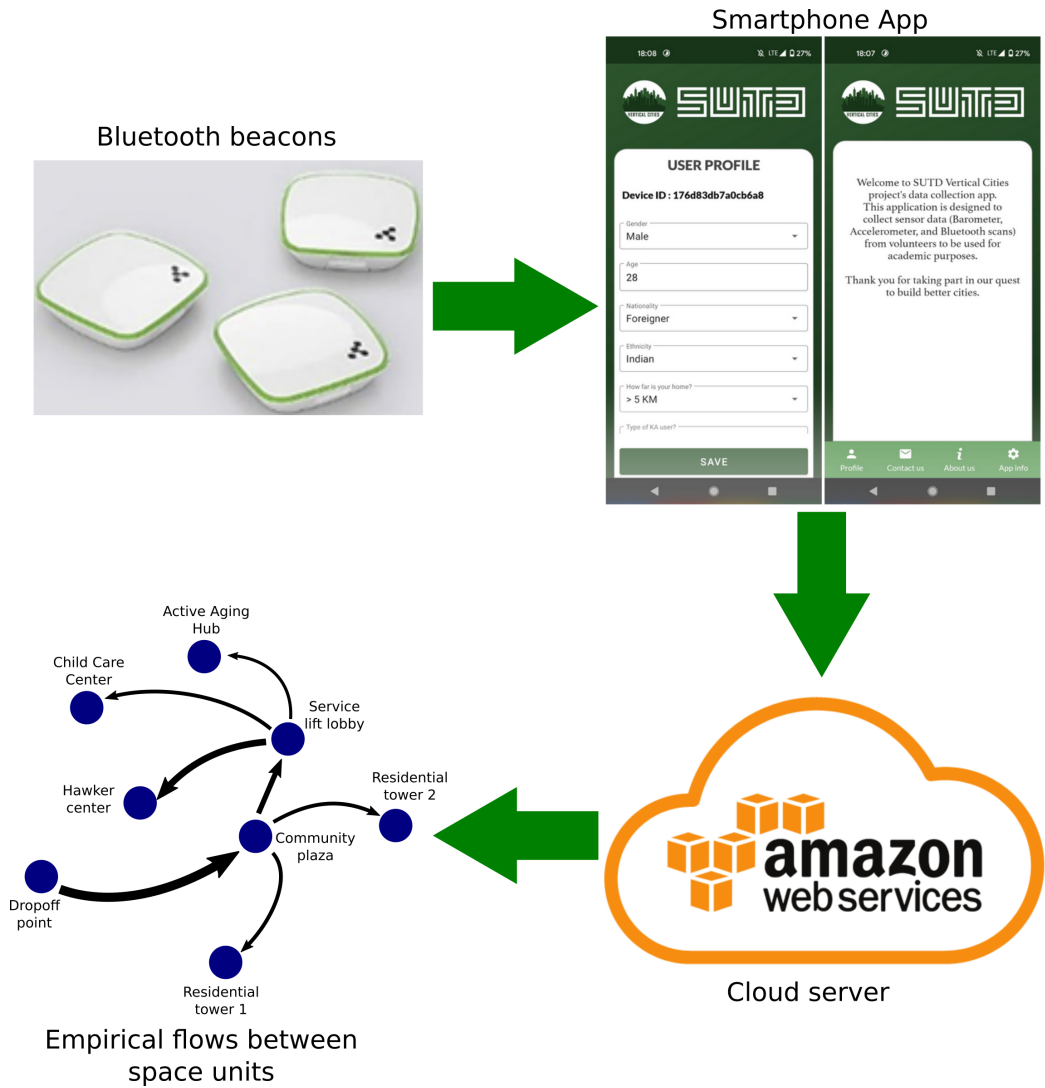 Smartphone App
Bluetooth beacons
18:08
LTE 27%
VERTICAL CITIES
SUTD
USER PROFILE
Device ID : 176d83db7a0cb6a8
Gender
Male
Age
28
Nationality
Foreigner
Ethnicity
Indian
How far is your home?
> 5 KM
Type of KA user?
SAVE
18:07
LTE 27%
VERTICAL CITIES
SUTD
Welcome to SUTD Vertical Cities
project's data collection app.
This application is designed to
collect sensor data (Barometer,
Accelerometer, and Bluetooth scans)
from volunteers to be used for
academic purposes.
Thank you for taking part in our quest
to build better cities.
Profile
Contact us
About us
App info
Active Aging
Hub
Child Care
Center
Service
lift lobby
Hawker
center
Residential
tower 2
Community
plaza
Dropoff
point
Residential
tower 1
Empirical flows between
space units
amazon
web services
Cloud server